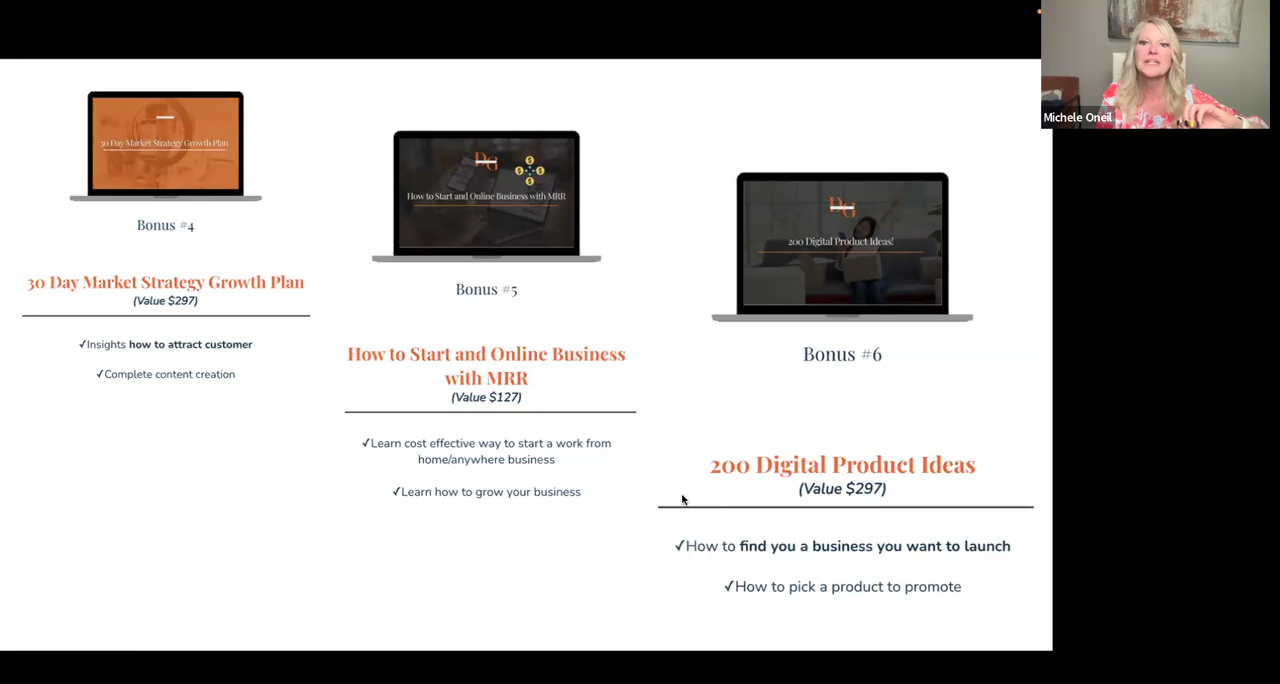 Michele Oneil
30 Day Market Strategy Growth Plan
Bonus #4
30 Day Market Strategy Growth Plan
(Value $297)
✓Insights how to attract customer
✓Complete content creation
DG
How to Start and Online Business with MRR
Bonus #5
How to Start and Online Business
with MRR
(Value $127)
✓Learn cost effective way to start a work from
home/anywhere business
✓Learn how to grow your business
DG
200 Digital Product Ideas!
Bonus #6
200 Digital Product Ideas
(Value $297)
✓How to find you a business you want to launch
✓How to pick a product to promote